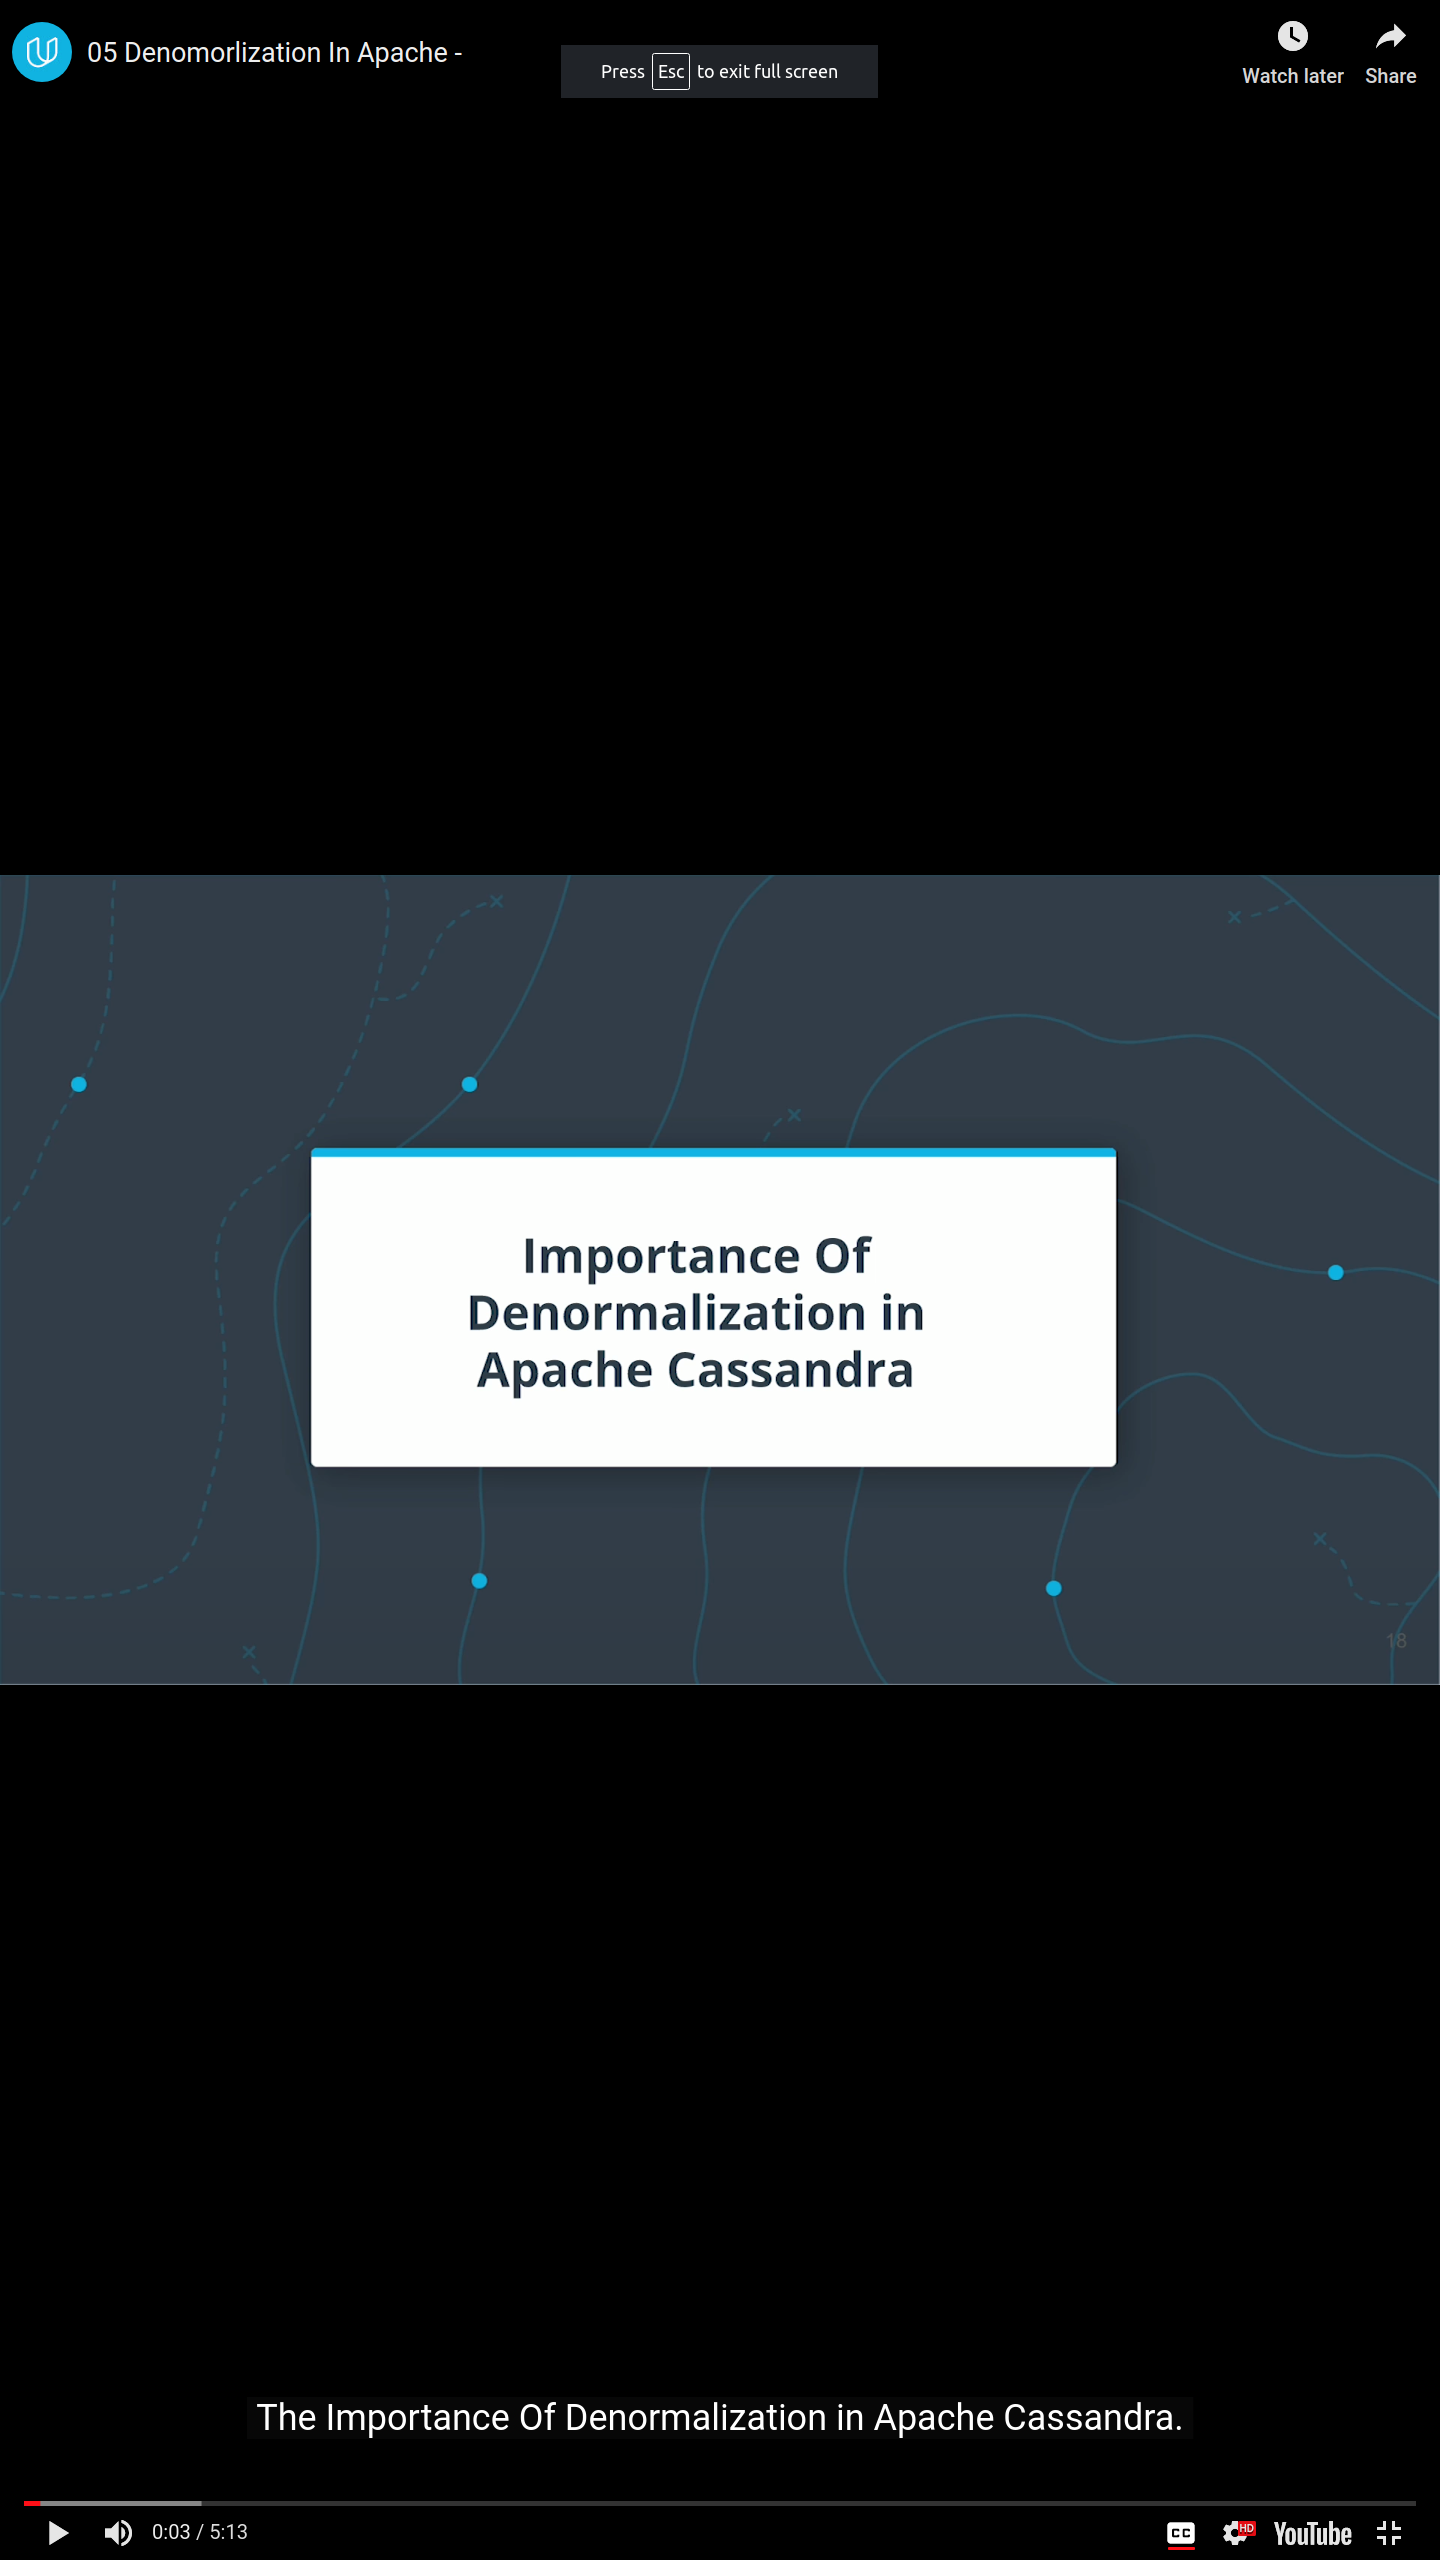 05 Denomorlization In Apache -
Press Esc to exit full screen
Watch later
Share
Importance Of
Denormalization in
Apache Cassandra
18
The Importance Of Denormalization in Apache Cassandra.
0:03 / 5:13
CC
HD
YouTube